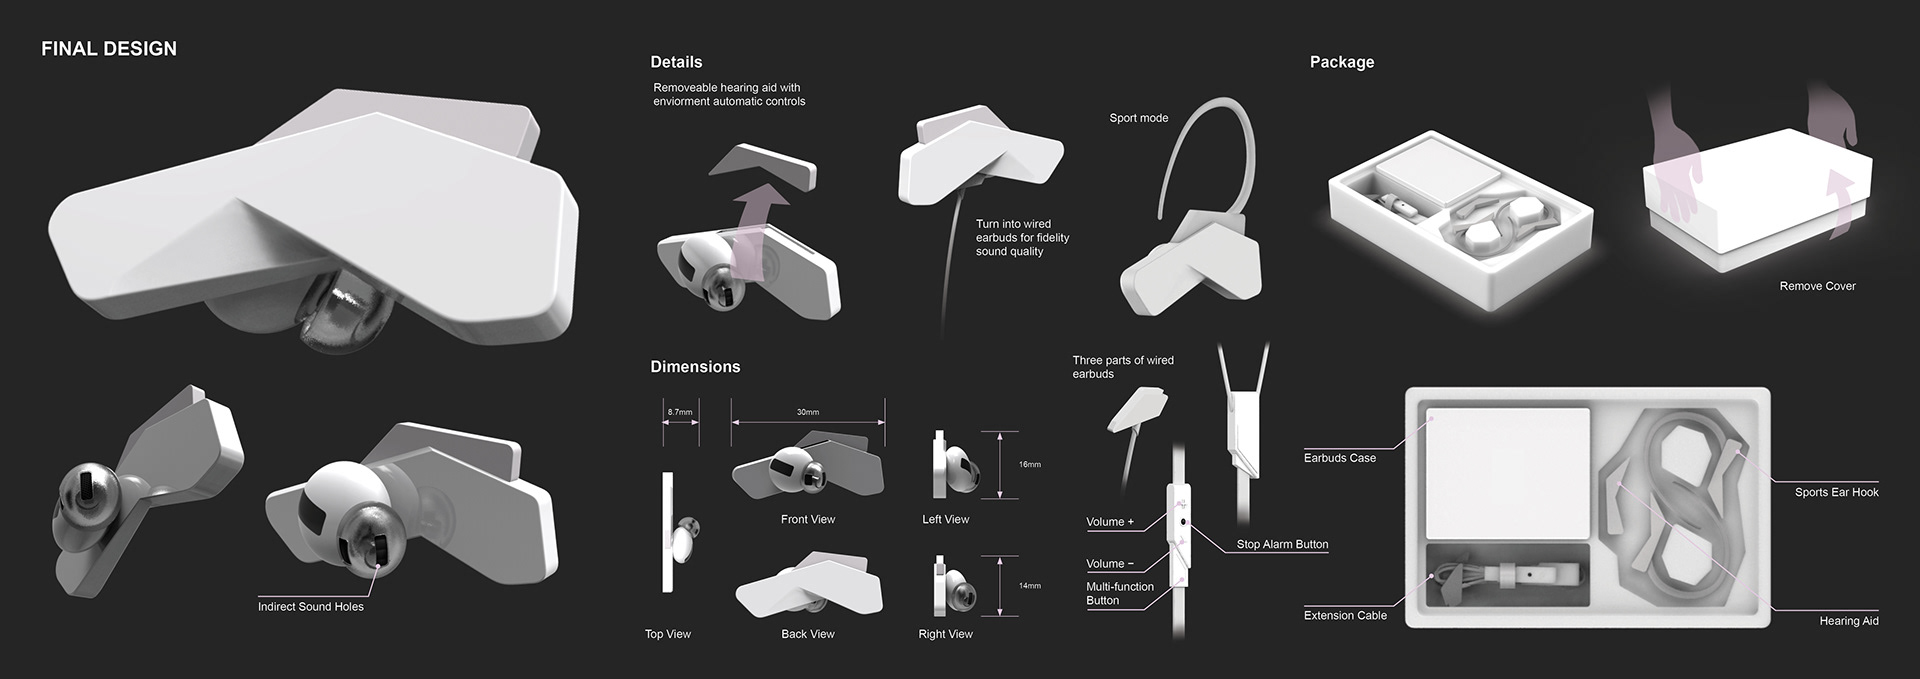 FINAL DESIGN
Details
Removeable hearing aid with
enviorment automatic controls
Turn into wired
earbuds for fidelity
sound quality
Sport mode
Package
Remove Cover
Indirect Sound Holes
Dimensions
8.7mm
30mm
16mm
Front View
Left View
14mm
Top View
Back View
Right View
Three parts of wired
earbuds
Volume +
Stop Alarm Button
Volume −
Multi-function
Button
Earbuds Case
Sports Ear Hook
Extension Cable
Hearing Aid